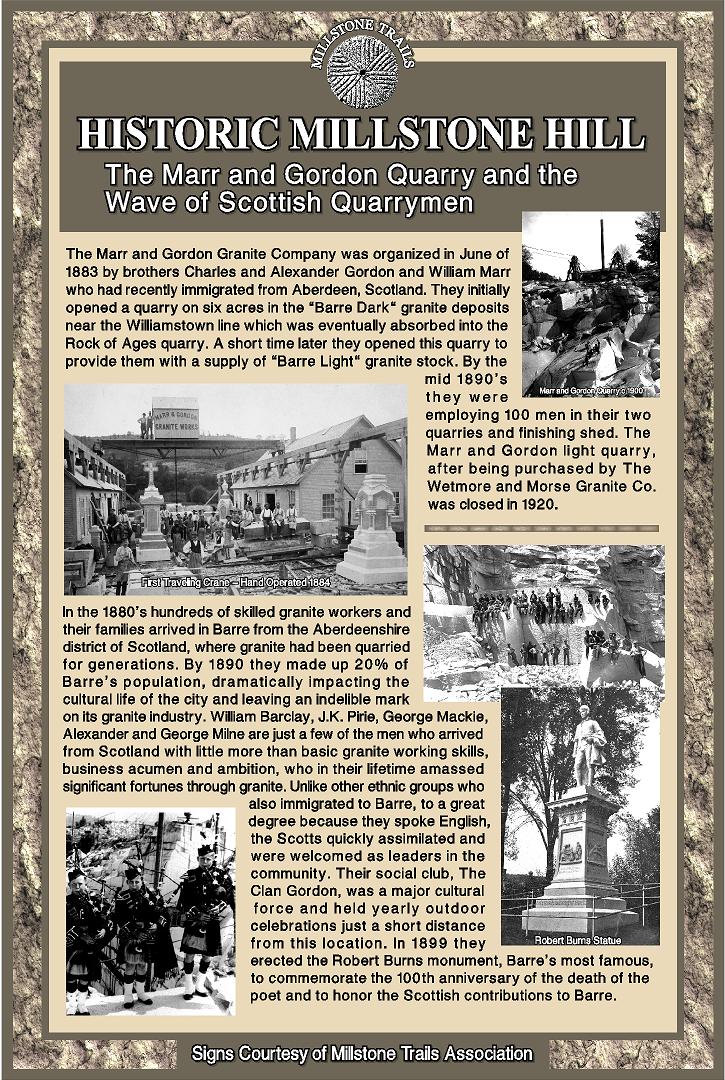 MILLSTONE TRAILS
HISTORIC MILLSTONE HILL
The Marr and Gordon Quarry and the
Wave of Scottish Quarrymen
The Marr and Gordon Granite Company was organized in June of
1883 by brothers Charles and Alexander Gordon and William Marr
who had recently immigrated from Aberdeen, Scotland. They initially
opened a quarry on six acres in the "Barre Dark" granite deposits
near the Williamstown line which was eventually absorbed into the
Rock of Ages quarry. A short time later they opened this quarry to
provide them with a supply of "Barre Light" granite stock. By the
mid 1890's
they were
employing 100 men in their two
quarries and finishing shed. The
Marr and Gordon light quarry,
after being purchased by The
Wetmore and Morse Granite Co.
was closed in 1920.
Marr and Gordon Quarry c 1900
MARR & GORDON
GRANITE WORKS
First Traveling Crane – Hand Operated 1884
In the 1880's hundreds of skilled granite workers and
their families arrived in Barre from the Aberdeenshire
district of Scotland, where granite had been quarried
for generations. By 1890 they made up 20% of
Barre's population, dramatically impacting the
cultural life of the city and leaving an indelible mark
on its granite industry. William Barclay, J.K. Pirie, George Mackie,
Alexander and George Milne are just a few of the men who arrived
from Scotland with little more than basic granite working skills,
business acumen and ambition, who in their lifetime amassed
significant fortunes through granite. Unlike other ethnic groups who
also immigrated to Barre, to a great
degree because they spoke English,
the Scotts quickly assimilated and
were welcomed as leaders in the
community. Their social club, The
Clan Gordon, was a major cultural
force and held yearly outdoor
celebrations just a short distance
from this location. In 1899 they
erected the Robert Burns monument, Barre's most famous,
to commemorate the 100th anniversary of the death of the
poet and to honor the Scottish contributions to Barre.
Robert Burns Statue
Signs Courtesy of Millstone Trails Association